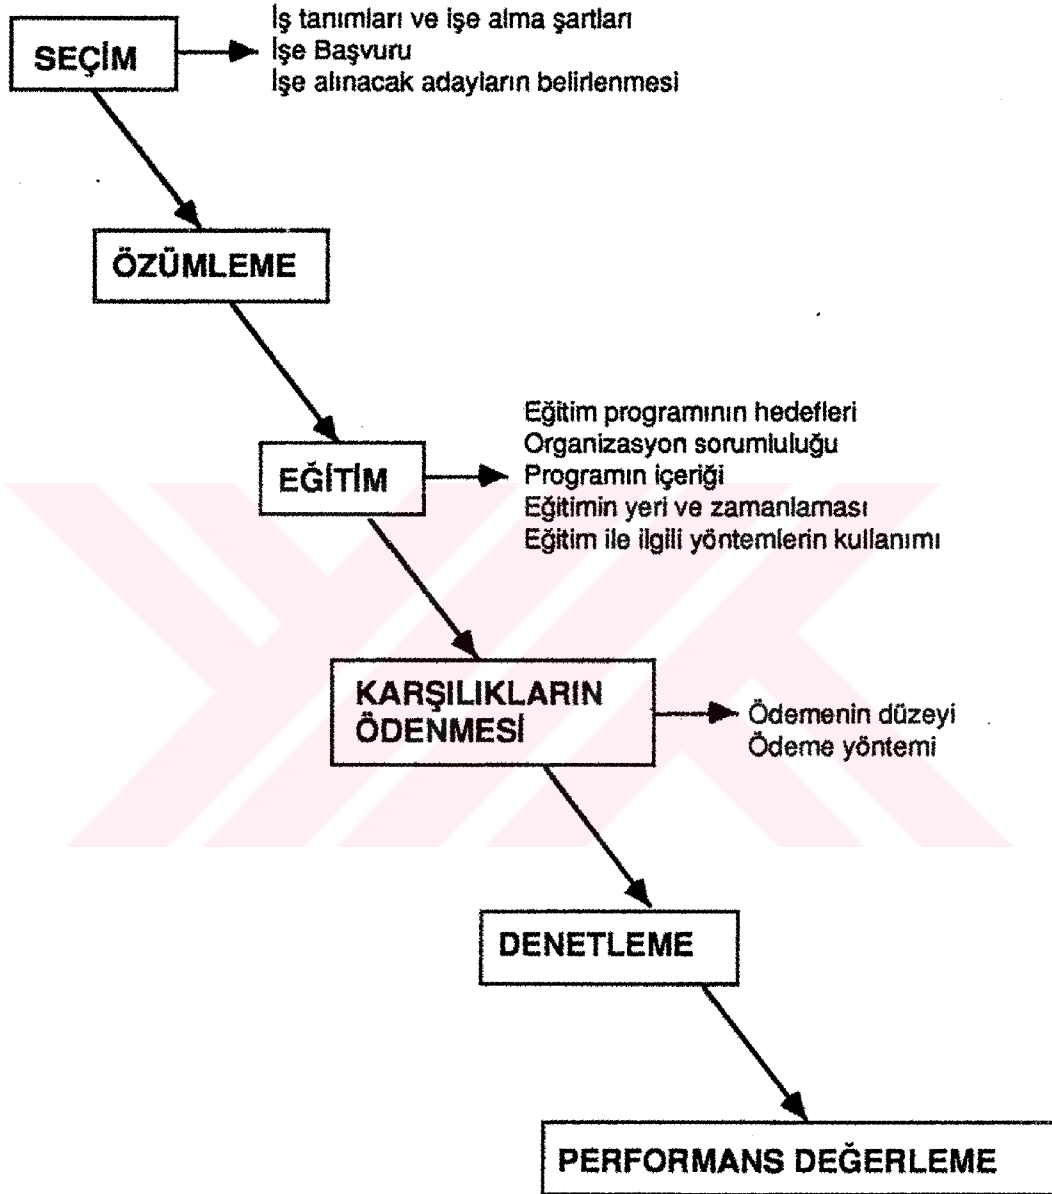 İş tanımları ve işe alma şartları
SEÇİM
İşe Başvuru
İşe alınacak adayların belirlenmesi
ÖZÜMLEME
EĞİTİM
Eğitim programının hedefleri
Organizasyon sorumluluğu
Programın içeriği
Eğitimin yeri ve zamanlaması
Eğitim ile ilgili yöntemlerin kullanımı
KARŞILIKLARIN
ÖDENMESİ
Ödemenin düzeyi
Ödeme yöntemi
DENETLEME
PERFORMANS DEĞERLEME